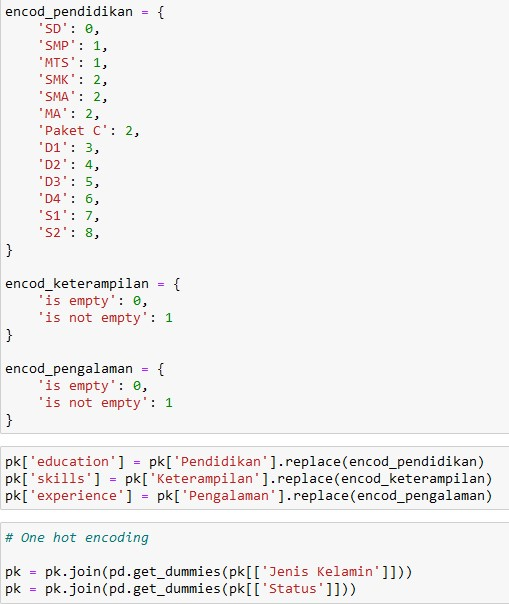 encod_pendidikan = {
    'SD': 0,
    'SMP': 1,
    'MTS': 1,
    'SMK': 2,
    'SMA': 2,
    'MA': 2,
    'Paket C': 2,
    'D1': 3,
    'D2': 4,
    'D3': 5,
    'D4': 6,
    'S1': 7,
    'S2': 8,
}
encod_keterampilan = {
    'is empty': 0,
    'is not empty': 1
}
encod_pengalaman = {
    'is empty': 0,
    'is not empty': 1
}
pk['education'] = pk['Pendidikan'].replace(encod_pendidikan)
pk['skills'] = pk['Keterampilan'].replace(encod_keterampilan)
pk['experience'] = pk['Pengalaman'].replace(encod_pengalaman)
# One hot encoding
pk = pk.join(pd.get_dummies(pk[['Jenis Kelamin']]))
pk = pk.join(pd.get_dummies(pk[['Status']]))